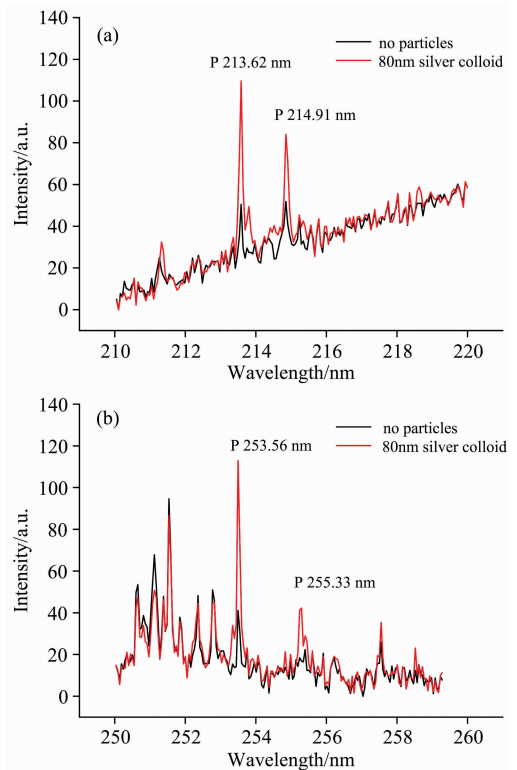 140
(a)
no particles
80nm silver colloid
120
P 213.62 nm
100
P 214.91 nm
80
60
40
20
0
Intensity/a.u.
210 212 214 216 218 220
Wavelength/nm
140
(b)
no particles
80nm silver colloid
120
P 253.56 nm
100
80
P 255.33 nm
60
40
20
0
Intensity/a.u.
250 252 254 256 258 260
Wavelength/nm